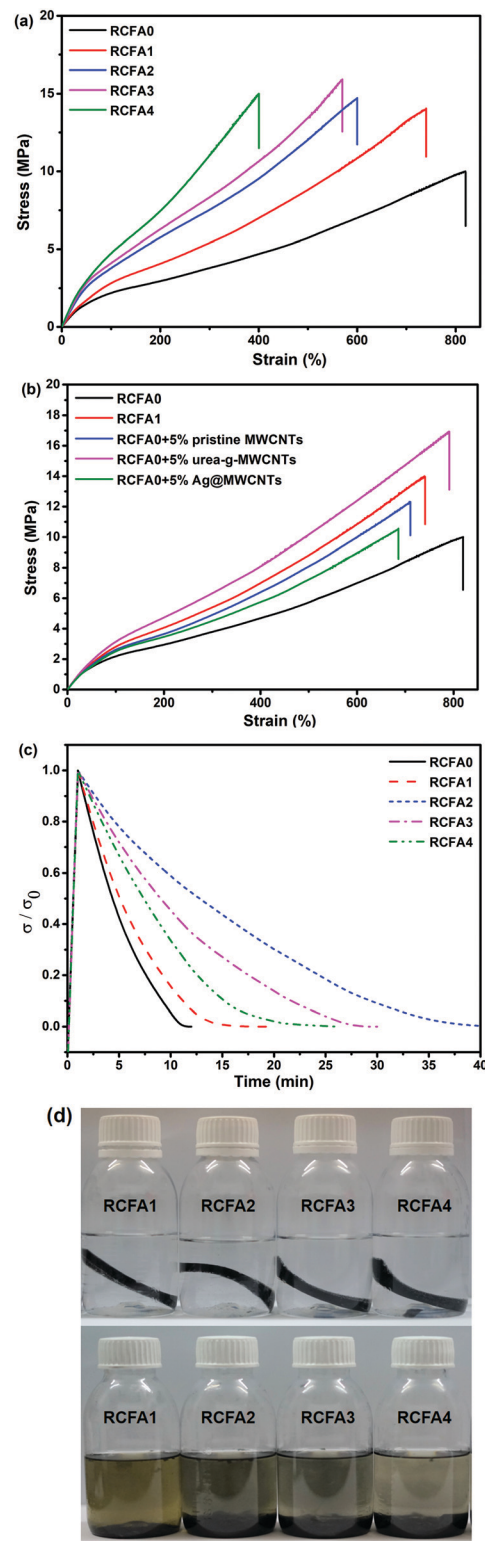 (a)
RCFA0
RCFA1
RCFA2
RCFA3
RCFA4
20
15
10
5
0
Stress (MPa)
0 200 400 600 800
Strain (%)
(b)
RCFA0
RCFA1
RCFA0+5% pristine MWCNTs
RCFA0+5% urea-g-MWCNTs
RCFA0+5% Ag@MWCNTs
20
18
16
14
12
10
8
6
4
2
0
Stress (MPa)
0 200 400 600 800
Strain (%)
(c)
RCFA0
RCFA1
RCFA2
RCFA3
RCFA4
1.0
0.8
0.6
0.4
0.2
0.0
σ / σ0
0 5 10 15 20 25 30 35 40
Time (min)
(d)
RCFA1 RCFA2 RCFA3 RCFA4
RCFA1 RCFA2 RCFA3 RCFA4